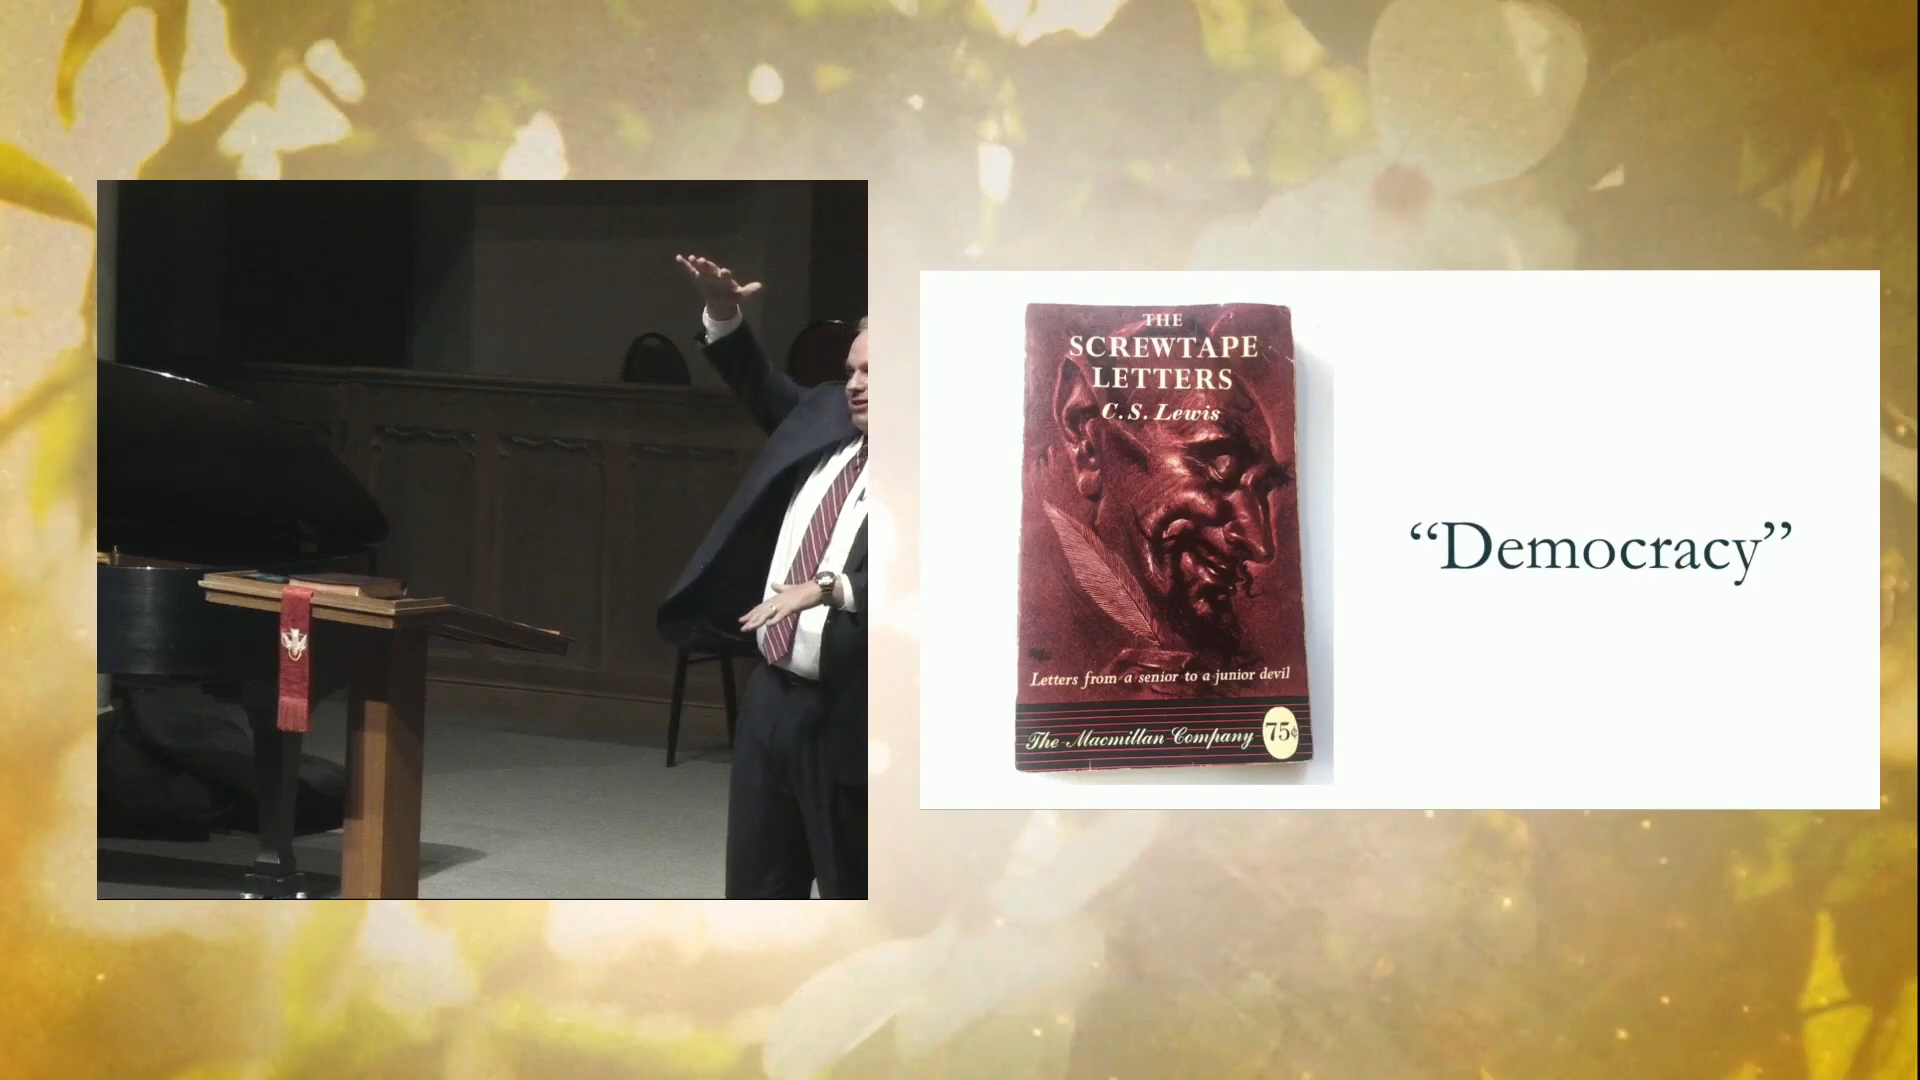 THE
SCREWTAPE
LETTERS
C. S. Lewis
Letters from a senior to a junior devil
The Macmillan Company
75¢
“Democracy”